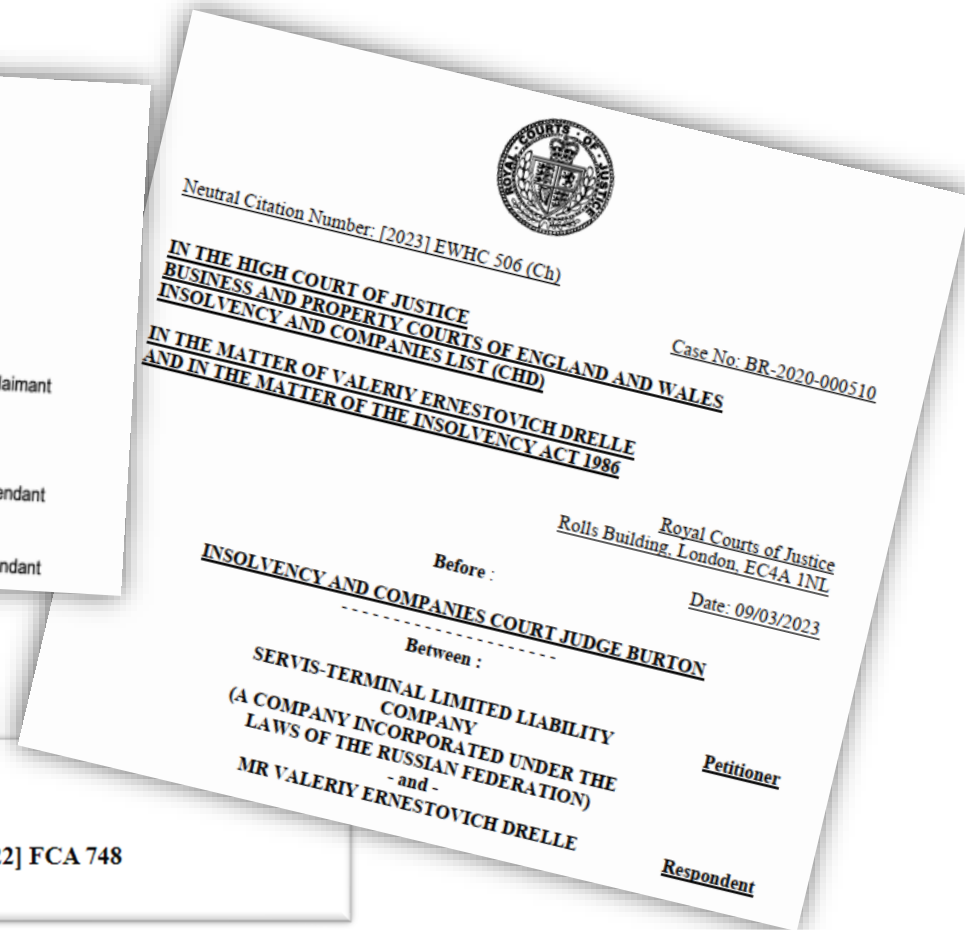 ROYAL · COURTS · OF · JUSTICE
Neutral Citation Number: [2023] EWHC 506 (Ch)
Case No: BR-2020-000510
IN THE HIGH COURT OF JUSTICE
BUSINESS AND PROPERTY COURTS OF ENGLAND AND WALES
INSOLVENCY AND COMPANIES LIST (CHD)
IN THE MATTER OF VALERIY ERNESTOVICH DRELLE
AND IN THE MATTER OF THE INSOLVENCY ACT 1986
Royal Courts of Justice
Rolls Building, London, EC4A 1NL
Date: 09/03/2023
Before :
INSOLVENCY AND COMPANIES COURT JUDGE BURTON
- - - - - - - - - - - - - - - - - - - - -
Between :
SERVIS-TERMINAL LIMITED LIABILITY
COMPANY
(A COMPANY INCORPORATED UNDER THE
LAWS OF THE RUSSIAN FEDERATION)
Petitioner
- and -
MR VALERIY ERNESTOVICH DRELLE
Respondent
laimant
endant
ndant
22] FCA 748